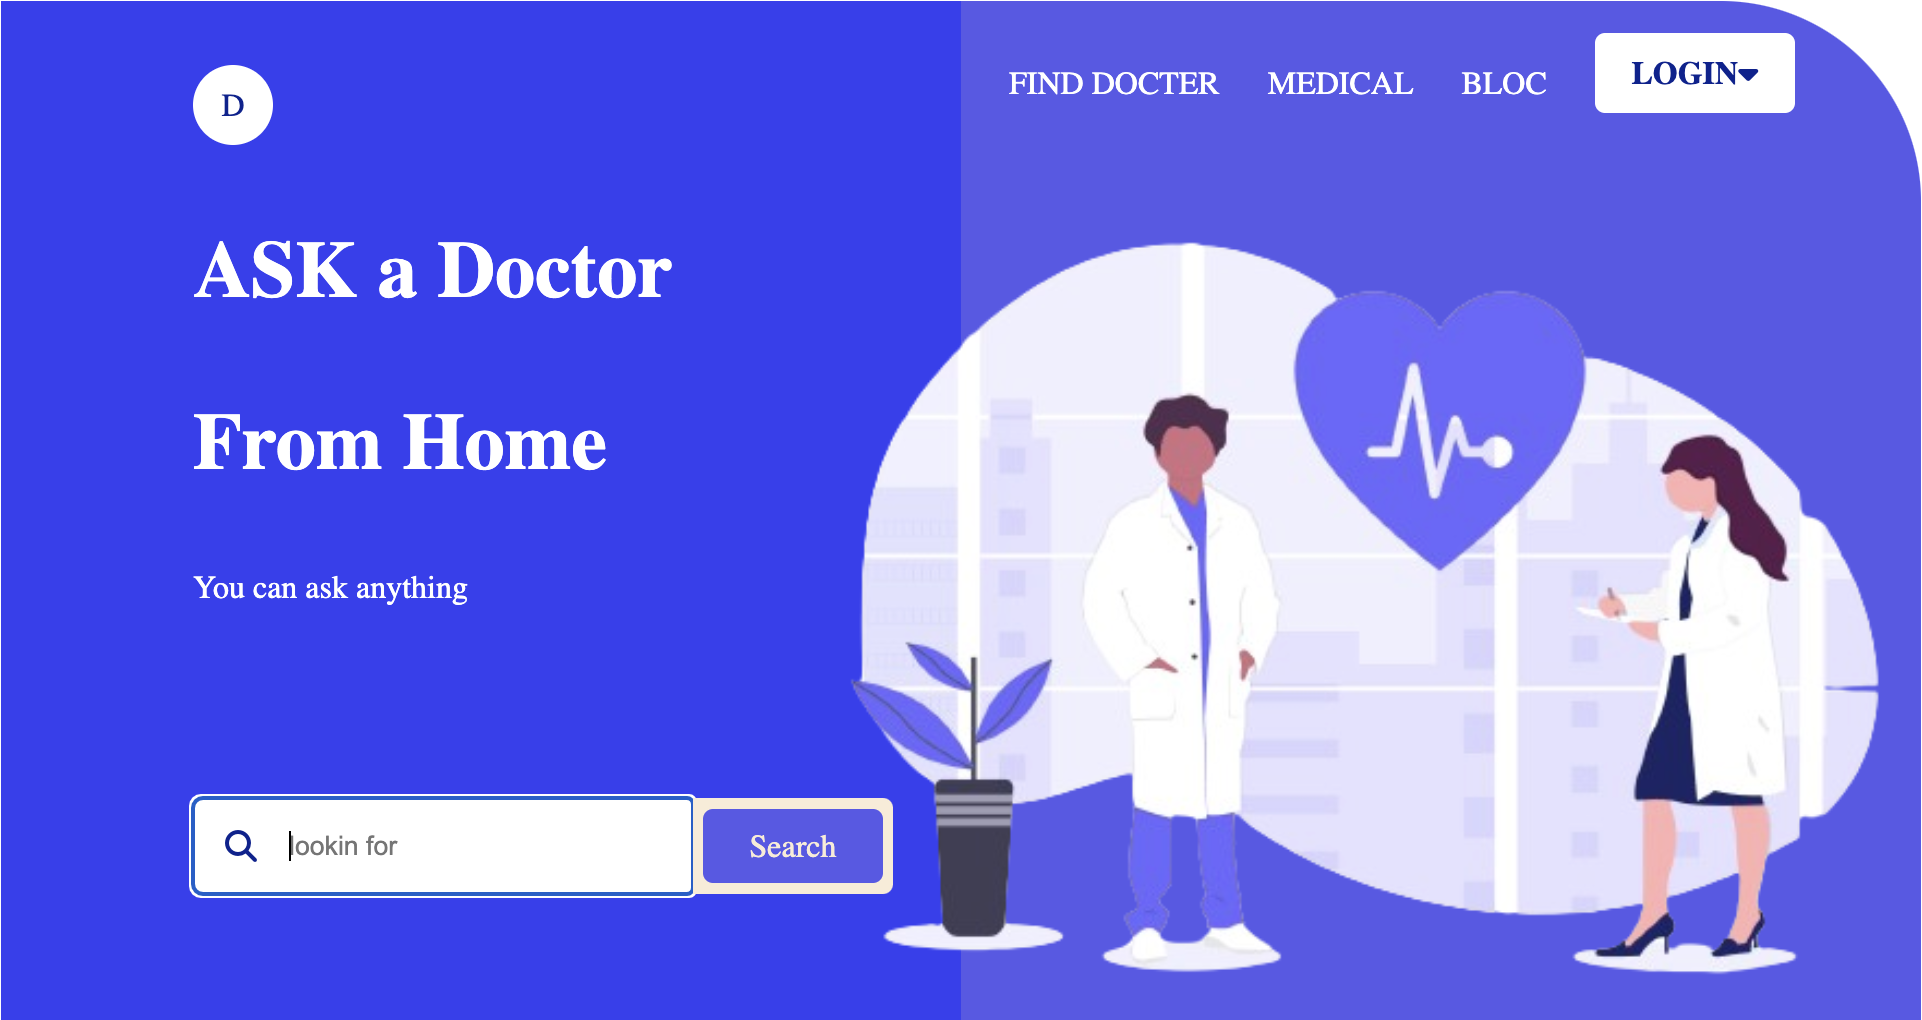 D
FIND DOCTER
MEDICAL
BLOC
LOGIN
ASK a Doctor
From Home
You can ask anything
lookin for
Search